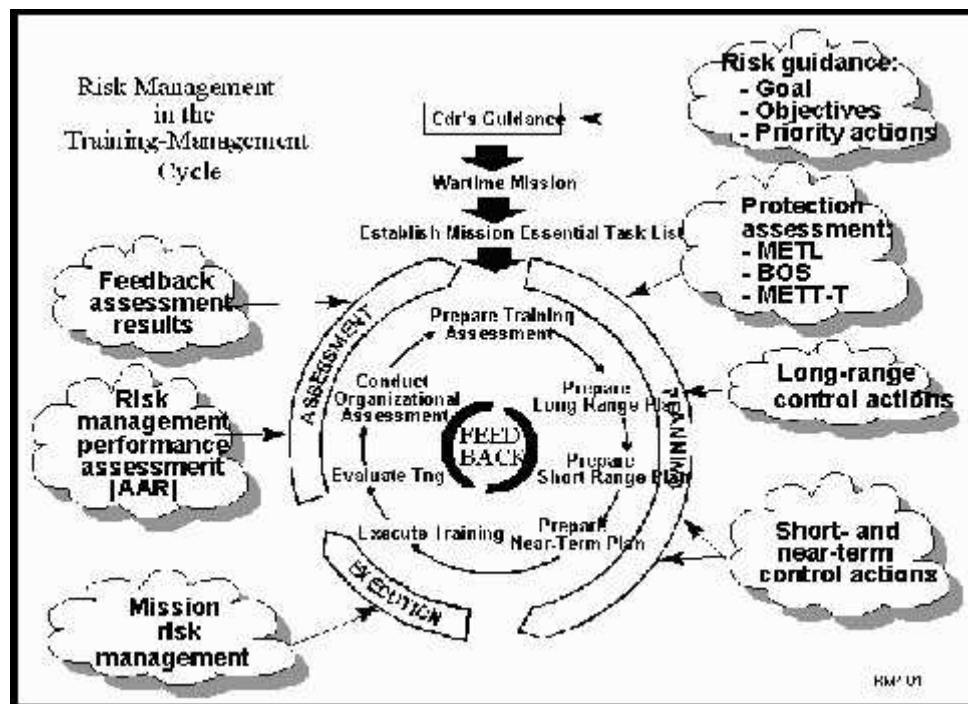 Risk Management
in the
Training-Management
Cycle
Cdr's Guidance
Wartime Mission
Establish Mission Essential Task List
Risk guidance:
- Goal
- Objectives
- Priority actions
Protection
assessment:
- METL
- BOS
- METT-T
Long-range
control actions
Short- and
near-term
control actions
Feedback
assessment
results
Risk
management
performance
assessment
[AAR]
Mission
risk
management
ASSESSMENT
PLANNING
EXECUTION
Prepare Training
Assessment
Prepare
Long Range Plan
Prepare
Short Range Plan
Prepare
Near-Term Plan
Execute Training
Evaluate Tng
Conduct
Organizational
Assessment
FEED
BACK